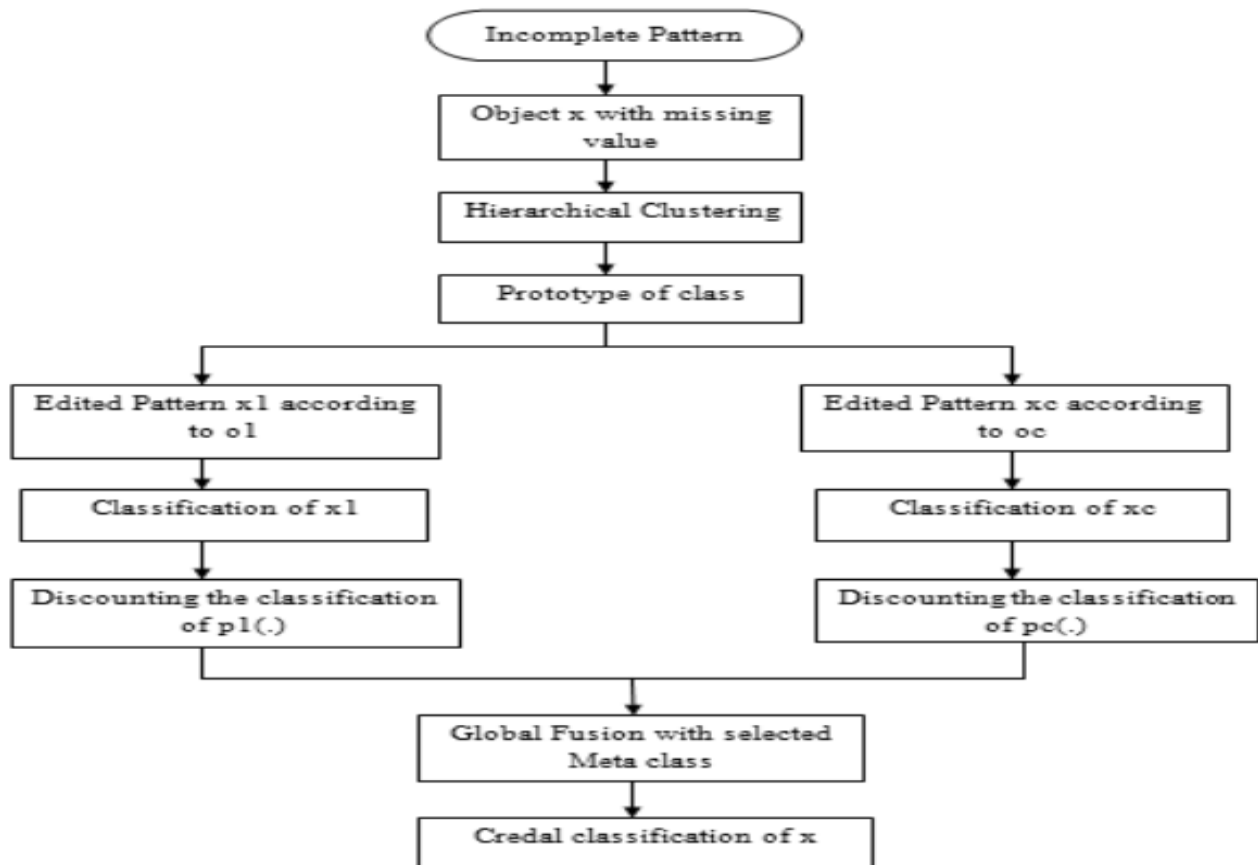 Incomplete Pattern
Object x with missing
value
Hierarchical Clustering
Prototype of class
Edited Pattern x1 according
to o1
Edited Pattern xc according
to oc
Classification of x1
Classification of xc
Discounting the classification
of p1(.)
Discounting the classification
of pc(.)
Global Fusion with selected
Meta class
Credal classification of x